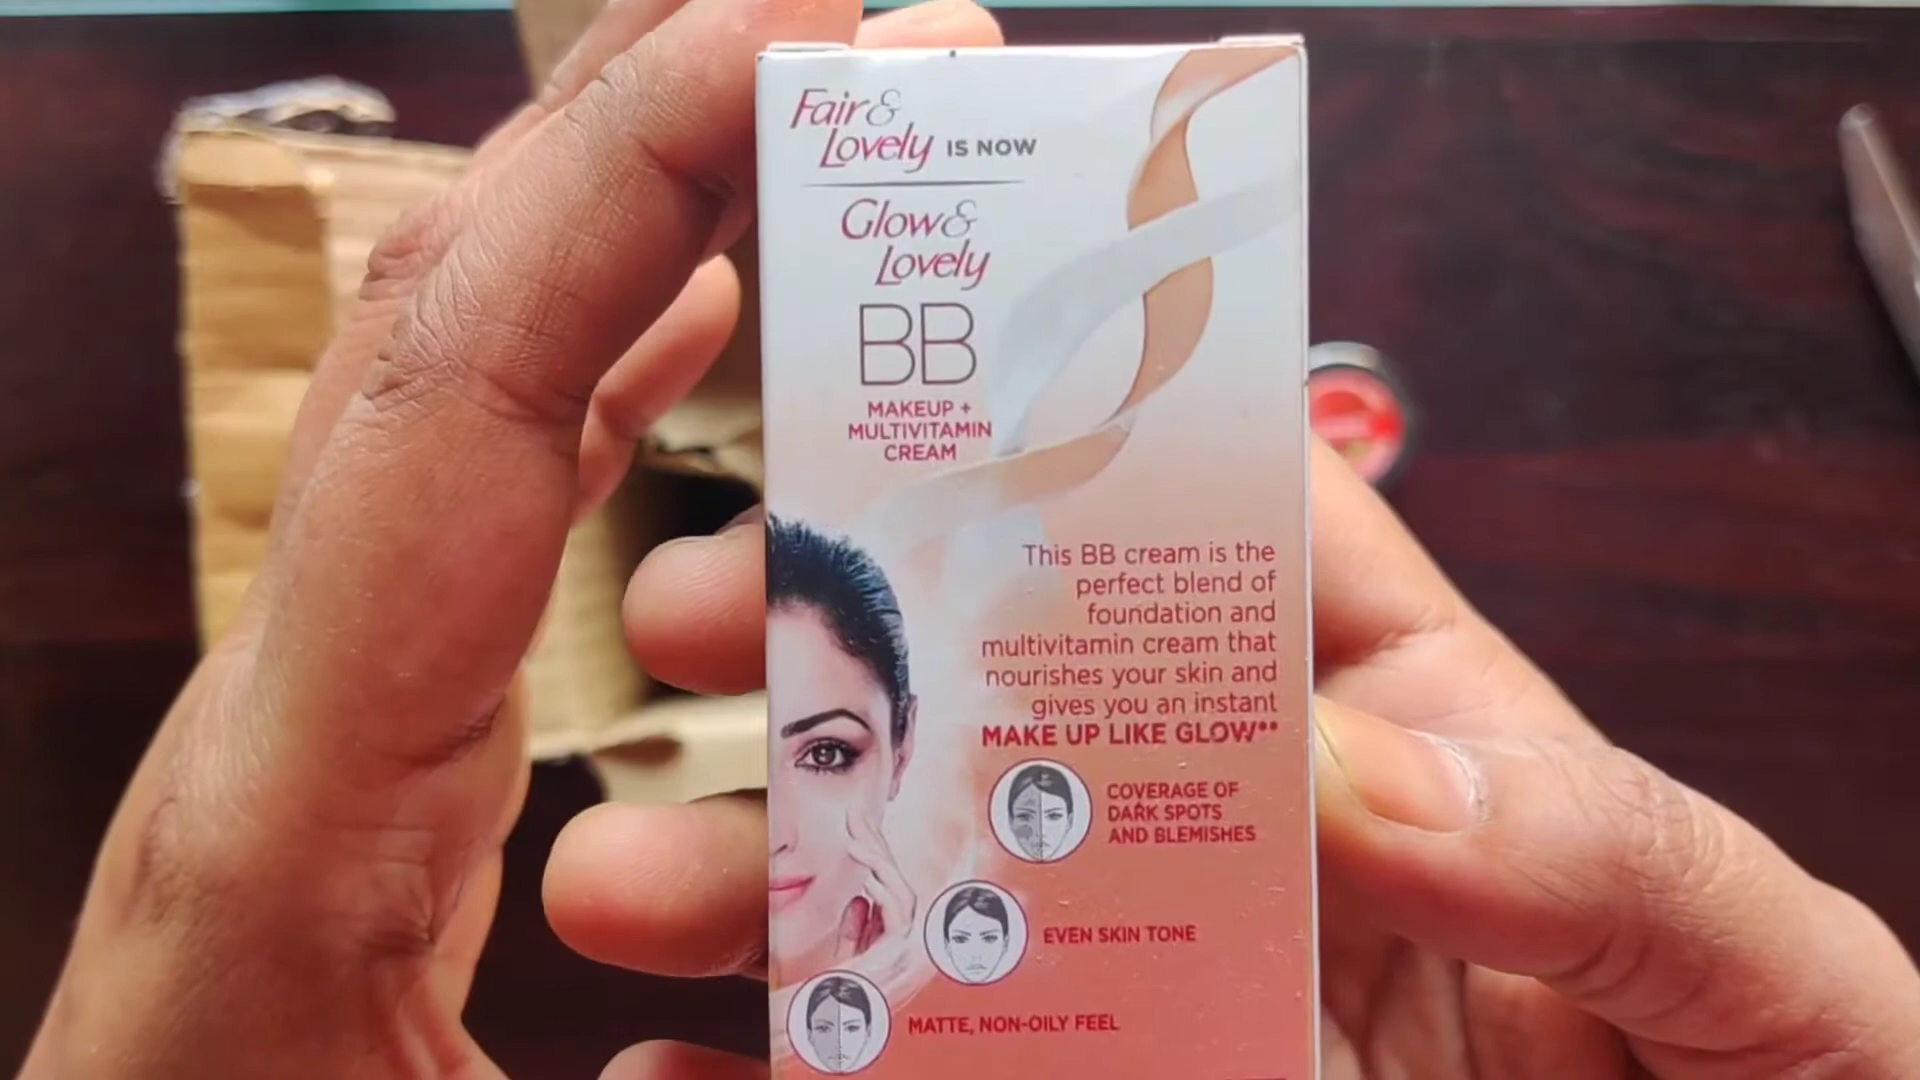 Fair &
Lovely IS NOW
Glow &
Lovely
BB
MAKEUP +
MULTIVITAMIN
CREAM
This BB cream is the
perfect blend of
foundation and
multivitamin cream that
nourishes your skin and
gives you an instant
MAKE UP LIKE GLOW**
COVERAGE OF
DARK SPOTS
AND BLEMISHES
EVEN SKIN TONE
MATTE, NON-OILY FEEL